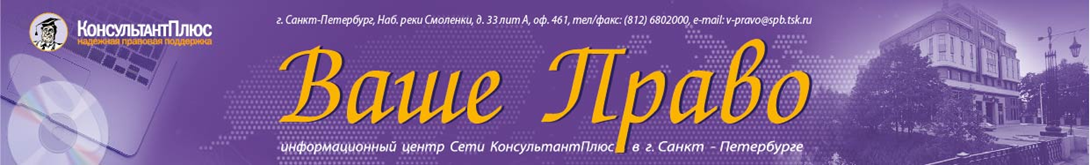 КонсультантПлюс
надежная правовая поддержка
г. Санкт-Петербург, Наб. реки Смоленки, д. 33 лит А, оф. 461, тел/факс: (812) 6802000, e-mail: v-pravo@spb.tsk.ru
Ваше Право
информационный центр Сети КонсультантПлюс в г. Санкт - Петербурге